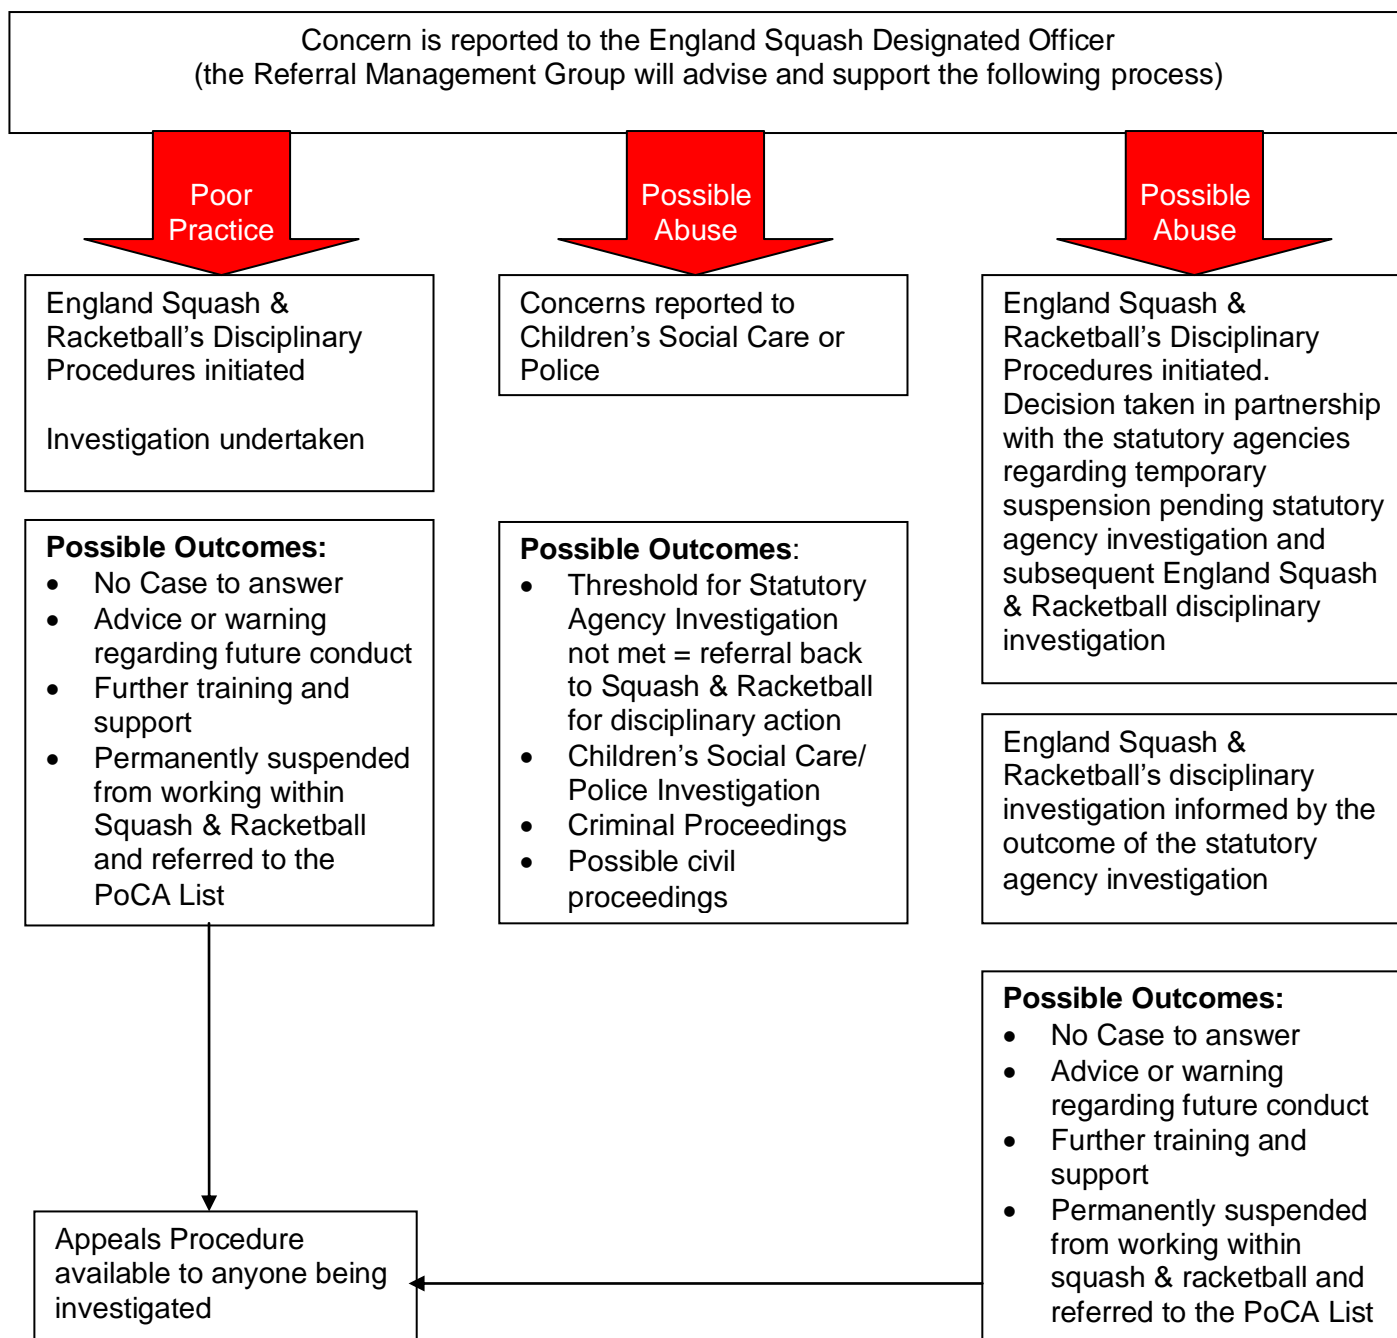 Concern is reported to the England Squash Designated Officer
(the Referral Management Group will advise and support the following process)
Poor
Practice
Possible
Abuse
Possible
Abuse
England Squash &
Racketball’s Disciplinary
Procedures initiated
Investigation undertaken
Concerns reported to
Children’s Social Care or
Police
England Squash &
Racketball’s Disciplinary
Procedures initiated.
Decision taken in partnership
with the statutory agencies
regarding temporary
suspension pending statutory
agency investigation and
subsequent England Squash
& Racketball disciplinary
investigation
Possible Outcomes:
• No Case to answer
• Advice or warning
regarding future conduct
• Further training and
support
• Permanently suspended
from working within
Squash & Racketball
and referred to the
PoCA List
Possible Outcomes:
• Threshold for Statutory
Agency Investigation
not met = referral back
to Squash & Racketball
for disciplinary action
• Children’s Social Care/
Police Investigation
• Criminal Proceedings
• Possible civil
proceedings
England Squash &
Racketball’s disciplinary
investigation informed by the
outcome of the statutory
agency investigation
Possible Outcomes:
• No Case to answer
• Advice or warning
regarding future conduct
• Further training and
support
• Permanently suspended
from working within
squash & racketball and
referred to the PoCA List
Appeals Procedure
available to anyone being
investigated